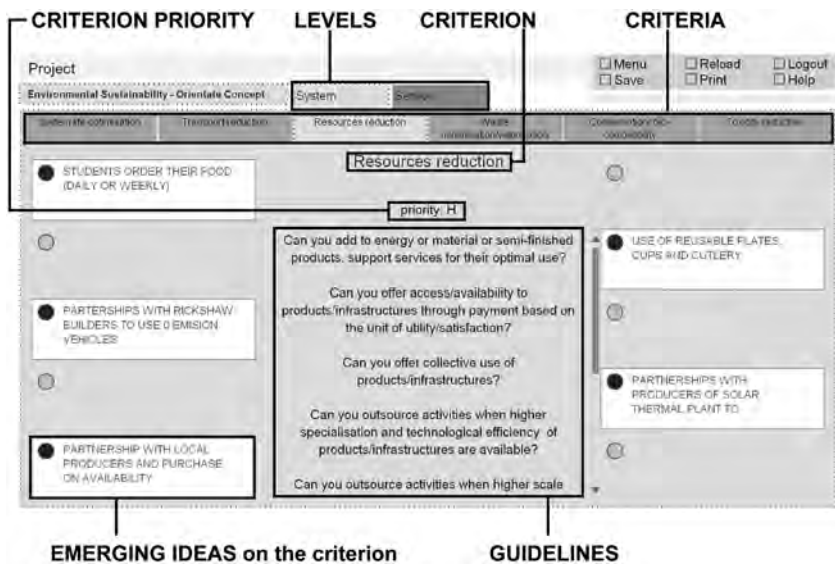 CRITERION PRIORITY LEVELS CRITERION CRITERIA
Project
Menu Reload Logout
Save Print Help
Environmental Sustainability - Orientate Concept System
Transport reduction Resources reduction
Resources reduction
priority: H
STUDENTS ORDER THEIR FOOD
(DAILY OR WEEKLY)
PARTERSHIPS WITH RICKSHAW
BUILDERS TO USE 0 EMISION
VEHICLES
PARTNERSHIP WITH LOCAL
PRODUCERS AND PURCHASE
ON AVAILABILITY
Can you add to energy or material or semi-finished
products, support services for their optimal use?
Can you offer access/availability to
products/infrastructures through payment based on
the unit of utility/satisfaction?
Can you offer collective use of
products/infrastructures?
Can you outsource activities when higher
specialisation and technological efficiency of
products/infrastructures are available?
Can you outsource activities when higher scale
USE OF REUSABLE PLATES,
CUPS AND CUTLERY
PARTNERSHIPS WITH
PRODUCERS OF SOLAR
THERMAL PLANT TO
EMERGING IDEAS on the criterion GUIDELINES